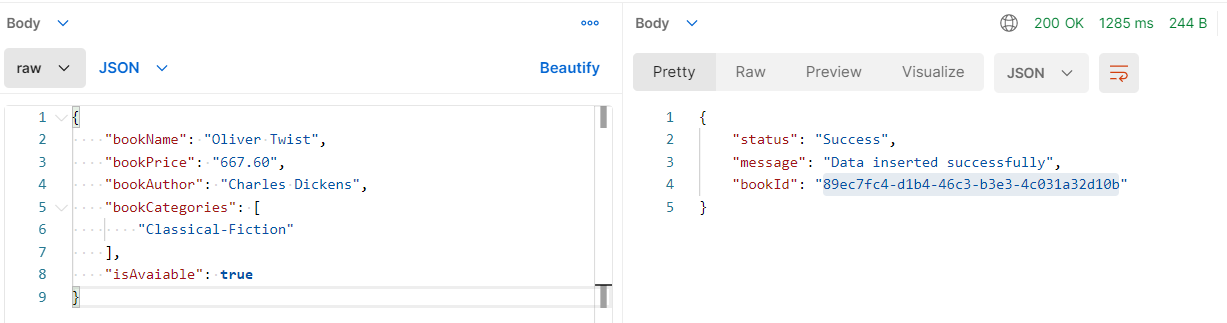 Body
raw JSON Beautify
1 {
2 "bookName": "Oliver Twist",
3 "bookPrice": "667.60",
4 "bookAuthor": "Charles Dickens",
5 "bookCategories": [
6 "Classical-Fiction"
7 ],
8 "isAvaiable": true
9 }
Body 200 OK 1285 ms 244 B
Pretty Raw Preview Visualize JSON
1 {
2 "status": "Success",
3 "message": "Data inserted successfully",
4 "bookId": "89ec7fc4-d1b4-46c3-b3e3-4c031a32d10b"
5 }